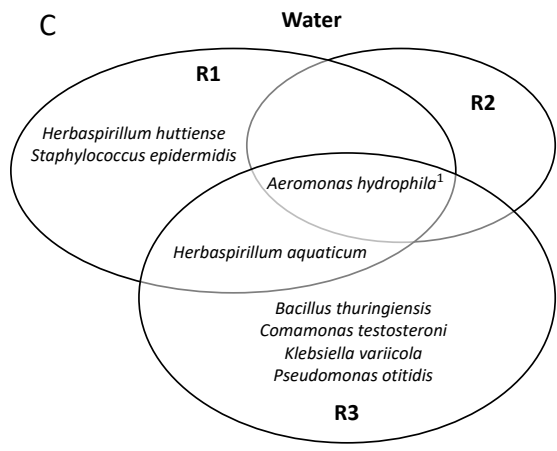 C
Water
R1
R2
Herbaspirillum huttiense
Staphylococcus epidermidis
Aeromonas hydrophila¹
Herbaspirillum aquaticum
Bacillus thuringiensis
Comamonas testosteroni
Klebsiella variicola
Pseudomonas otitidis
R3